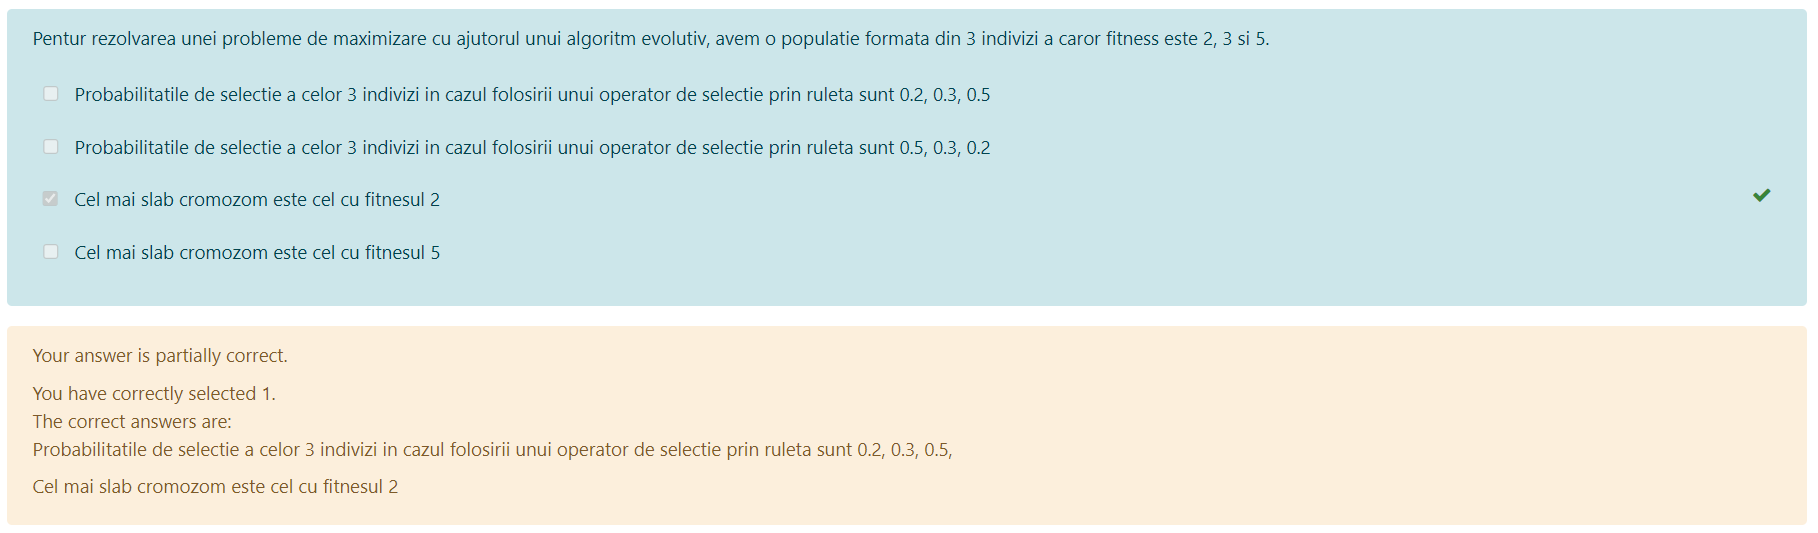 Pentur rezolvarea unei probleme de maximizare cu ajutorul unui algoritm evolutiv, avem o populatie formata din 3 indivizi a caror fitness este 2, 3 si 5.
Probabilitatile de selectie a celor 3 indivizi in cazul folosirii unui operator de selectie prin ruleta sunt 0.2, 0.3, 0.5
Probabilitatile de selectie a celor 3 indivizi in cazul folosirii unui operator de selectie prin ruleta sunt 0.5, 0.3, 0.2
Cel mai slab cromozom este cel cu fitnesul 2
Cel mai slab cromozom este cel cu fitnesul 5
Your answer is partially correct.
You have correctly selected 1.
The correct answers are:
Probabilitatile de selectie a celor 3 indivizi in cazul folosirii unui operator de selectie prin ruleta sunt 0.2, 0.3, 0.5,
Cel mai slab cromozom este cel cu fitnesul 2